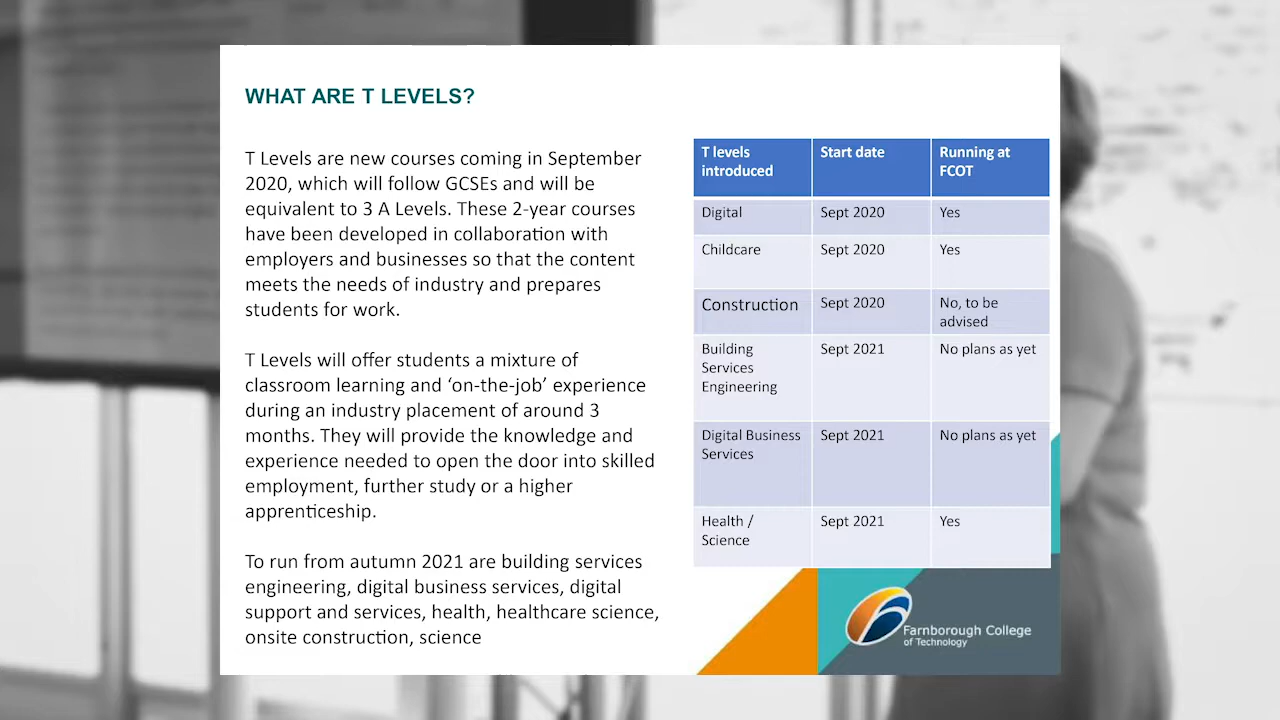 WHAT ARE T LEVELS?
T Levels are new courses coming in September
2020, which will follow GCSEs and will be
equivalent to 3 A Levels. These 2-year courses
have been developed in collaboration with
employers and businesses so that the content
meets the needs of industry and prepares
students for work.
T Levels will offer students a mixture of
classroom learning and ‘on-the-job’ experience
during an industry placement of around 3
months. They will provide the knowledge and
experience needed to open the door into skilled
employment, further study or a higher
apprenticeship.
To run from autumn 2021 are building services
engineering, digital business services, digital
support and services, health, healthcare science,
onsite construction, science
T levels
introduced
Start date
Running at
FCOT
Digital
Sept 2020
Yes
Childcare
Sept 2020
Yes
Construction
Sept 2020
No, to be
advised
Building
Services
Engineering
Sept 2021
No plans as yet
Digital Business
Services
Sept 2021
No plans as yet
Health /
Science
Sept 2021
Yes
Farnborough College
of Technology